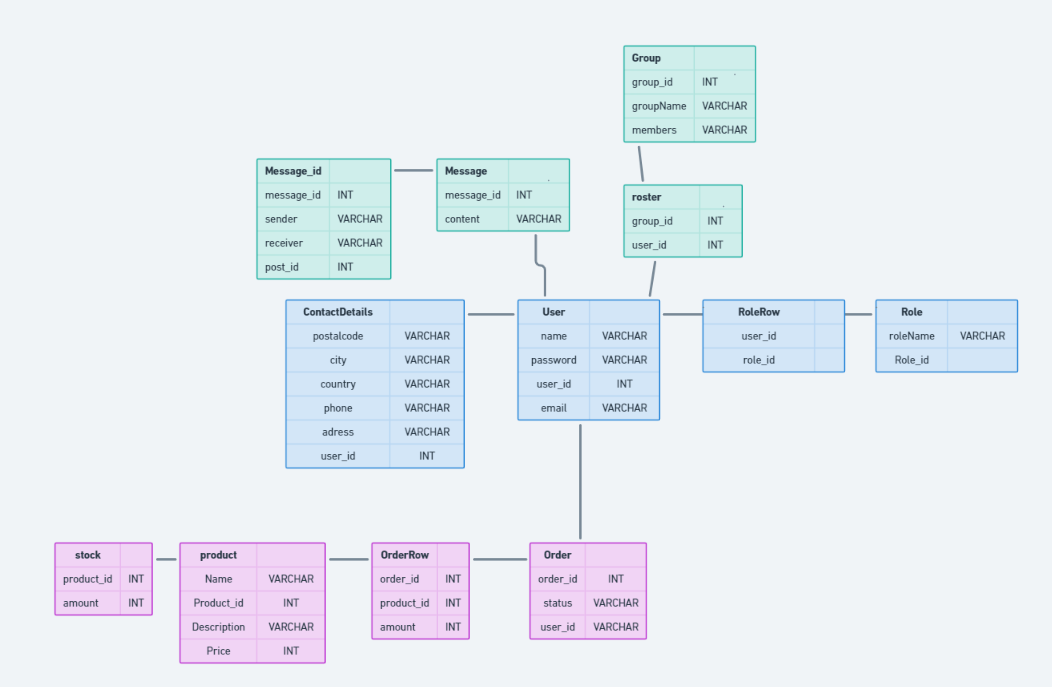 Group
group_id INT
groupName VARCHAR
members VARCHAR
Message_id
message_id INT
sender VARCHAR
receiver VARCHAR
post_id INT
Message
message_id INT
content VARCHAR
roster
group_id INT
user_id INT
ContactDetails
postalcode VARCHAR
city VARCHAR
country VARCHAR
phone VARCHAR
adress VARCHAR
user_id INT
User
name VARCHAR
password VARCHAR
user_id INT
email VARCHAR
RoleRow
user_id
role_id
Role
roleName VARCHAR
Role_id
stock
product_id INT
amount INT
product
Name VARCHAR
Product_id INT
Description VARCHAR
Price INT
OrderRow
order_id INT
product_id INT
amount INT
Order
order_id INT
status VARCHAR
user_id VARCHAR